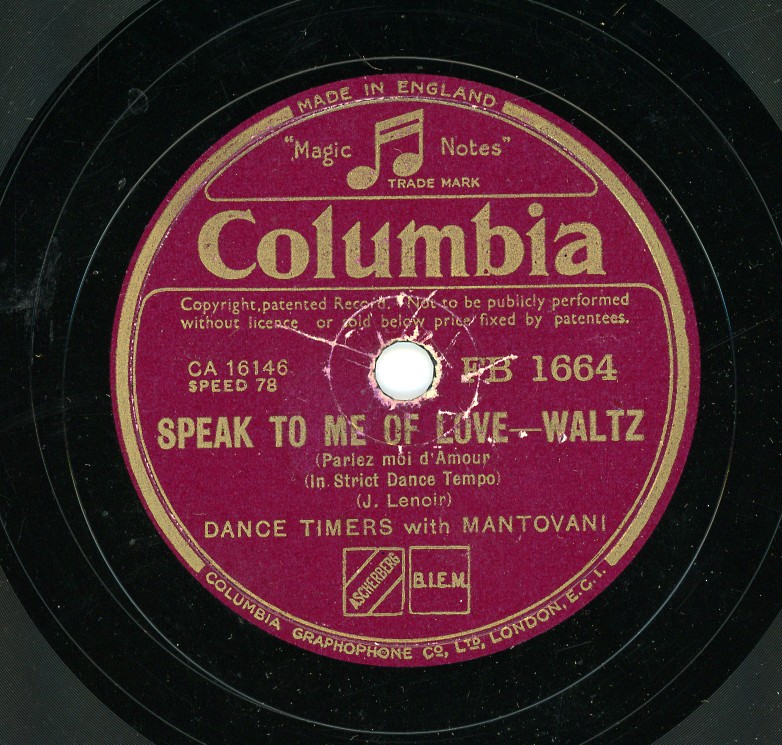 MADE IN ENGLAND
"Magic Notes"
TRADE MARK
Columbia
Copyright, patented Record. Not to be publicly performed
without licence or sold below price fixed by patentees.
CA 16146 FB 1664
SPEED 78
SPEAK TO ME OF LOVE—WALTZ
(Parlez moi d'Amour
(In Strict Dance Tempo)
(J. Lenoir)
DANCE TIMERS with MANTOVANI
ASCHERBERG B.I.E.M.
COLUMBIA GRAPHOPHONE CO, LTD, LONDON, E.C.1.